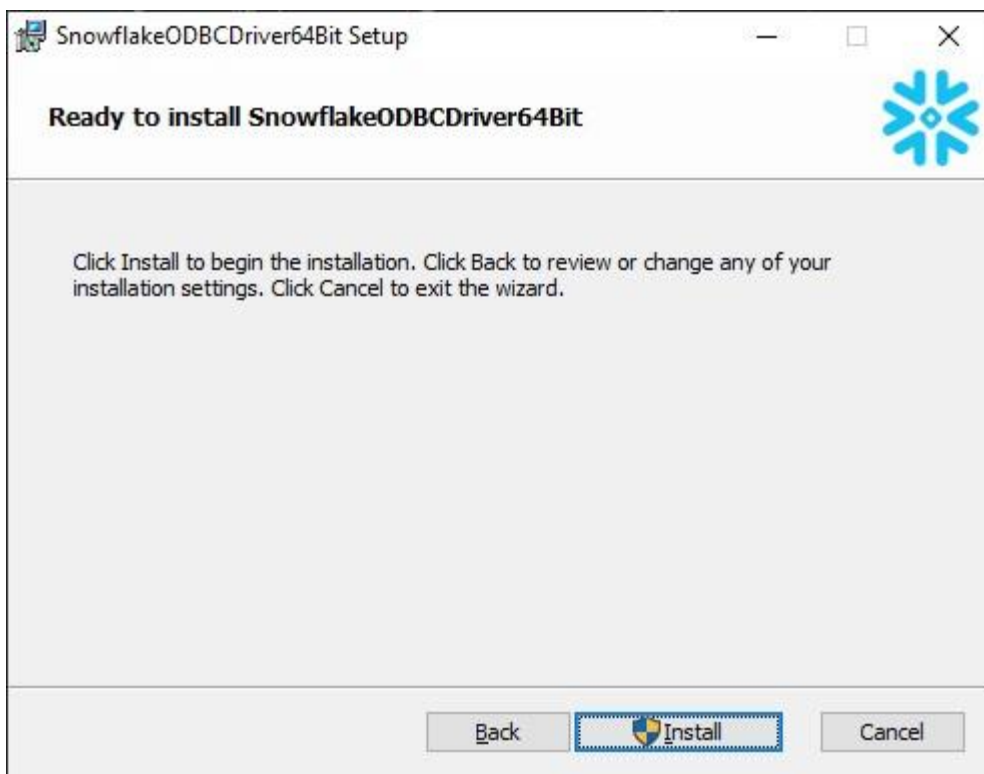 SnowflakeODBCDriver64Bit Setup
Ready to install SnowflakeODBCDriver64Bit
Click Install to begin the installation. Click Back to review or change any of your
installation settings. Click Cancel to exit the wizard.
Back Install Cancel